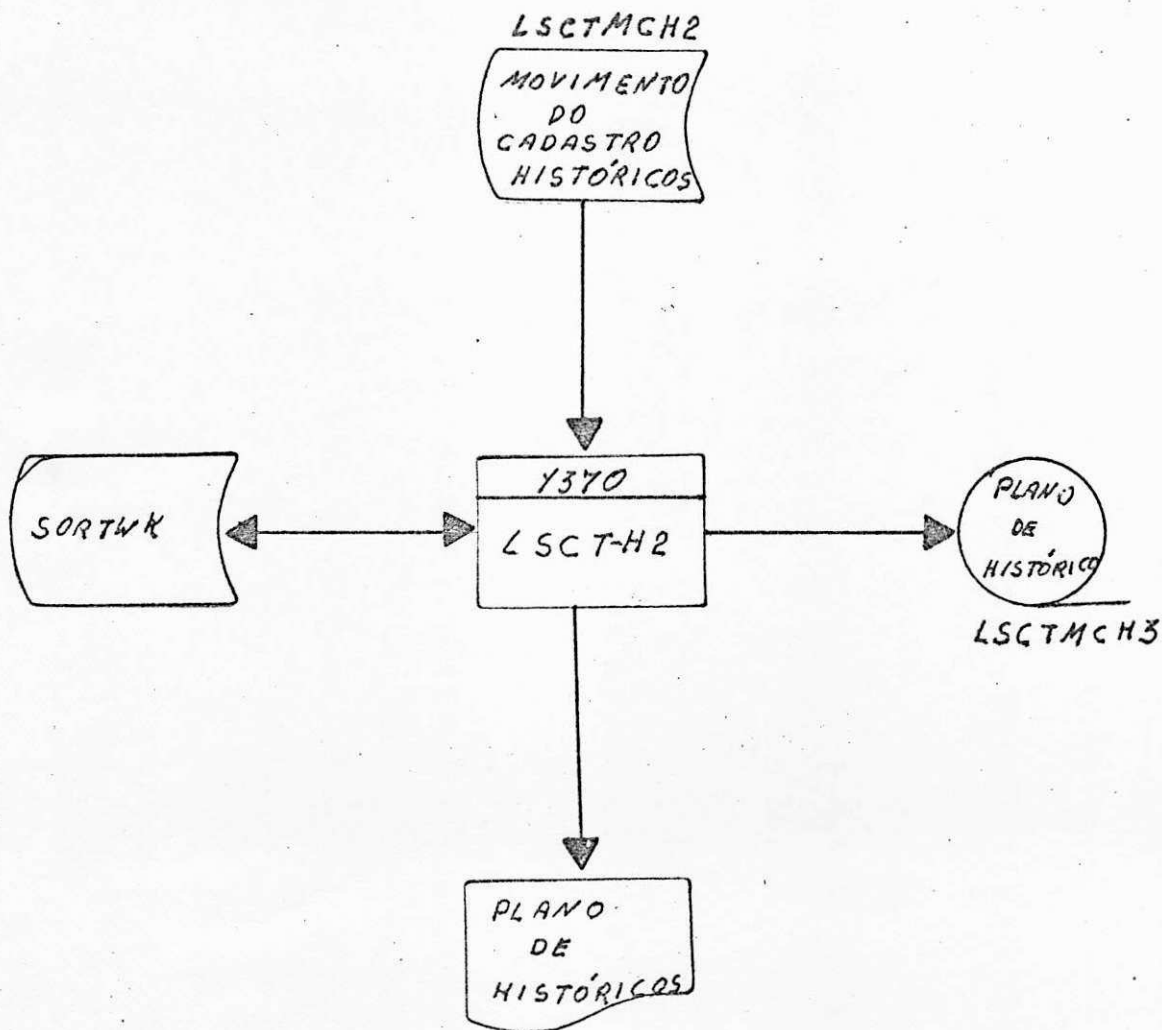 LSCTMCH2
MOVIMENTO
DO
CADASTRO
HISTÓRICOS
SORTWK
Y370
LSCT-H2
PLANO
DE
HISTÓRICO
LSCTMCH3
PLANO
DE
HISTÓRICOS